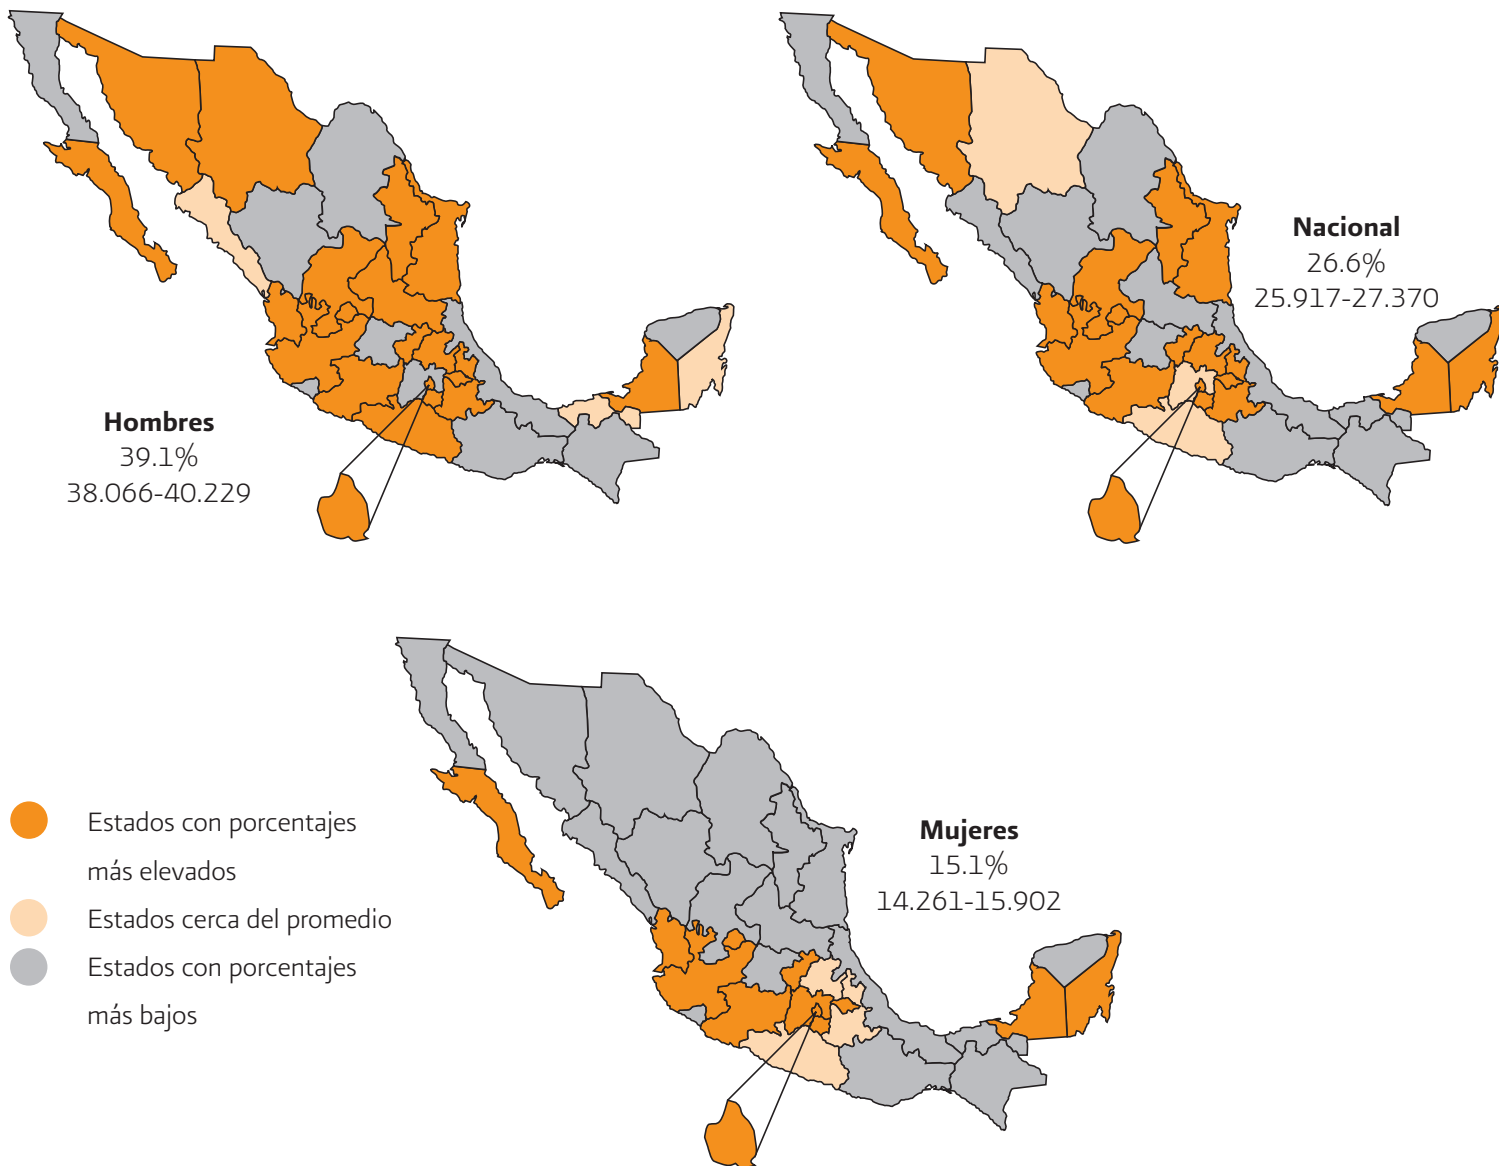 Nacional
26.6%
25.917-27.370
Hombres
39.1%
38.066-40.229
Estados con porcentajes
más elevados
Estados cerca del promedio
Estados con porcentajes
más bajos
Mujeres
15.1%
14.261-15.902